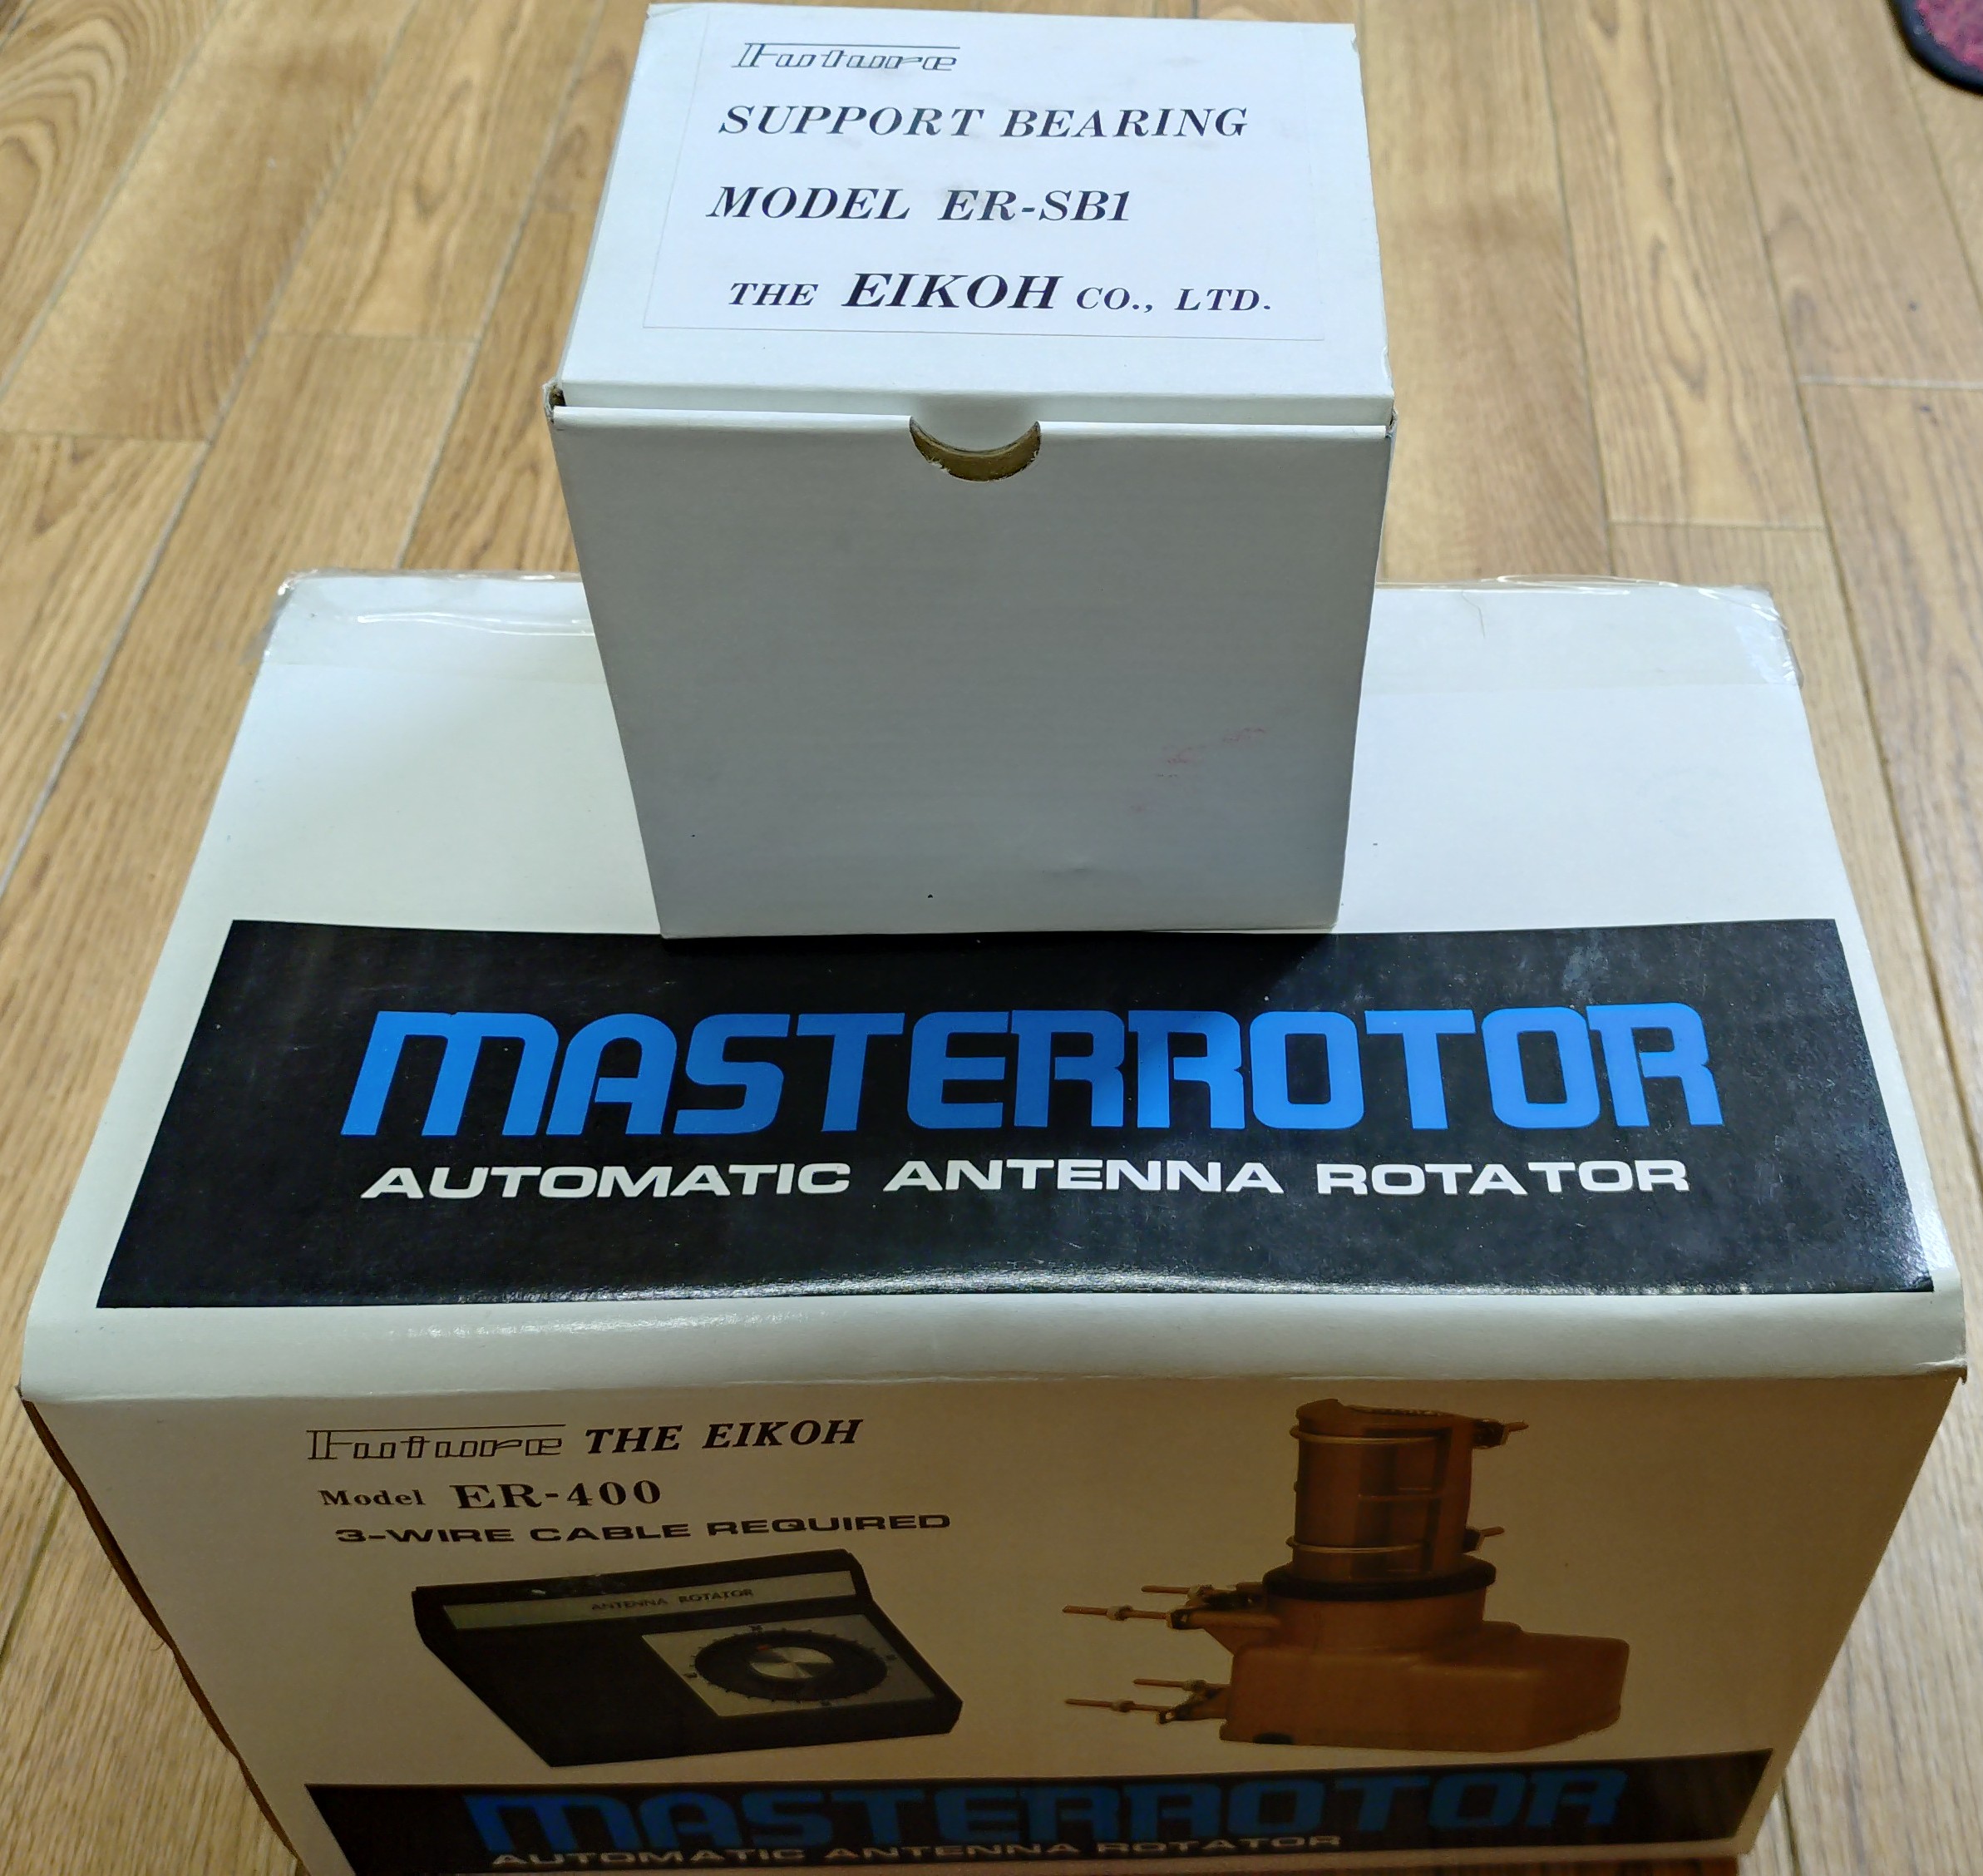 Future
SUPPORT BEARING
MODEL ER-SB1
THE EIKOH CO., LTD.
MASTERROTOR
AUTOMATIC ANTENNA ROTATOR
Future THE EIKOH
Model ER-400
3-WIRE CABLE REQUIRED
ANTENNA ROTATOR
MASTERROTOR
AUTOMATIC ANTENNA ROTATOR